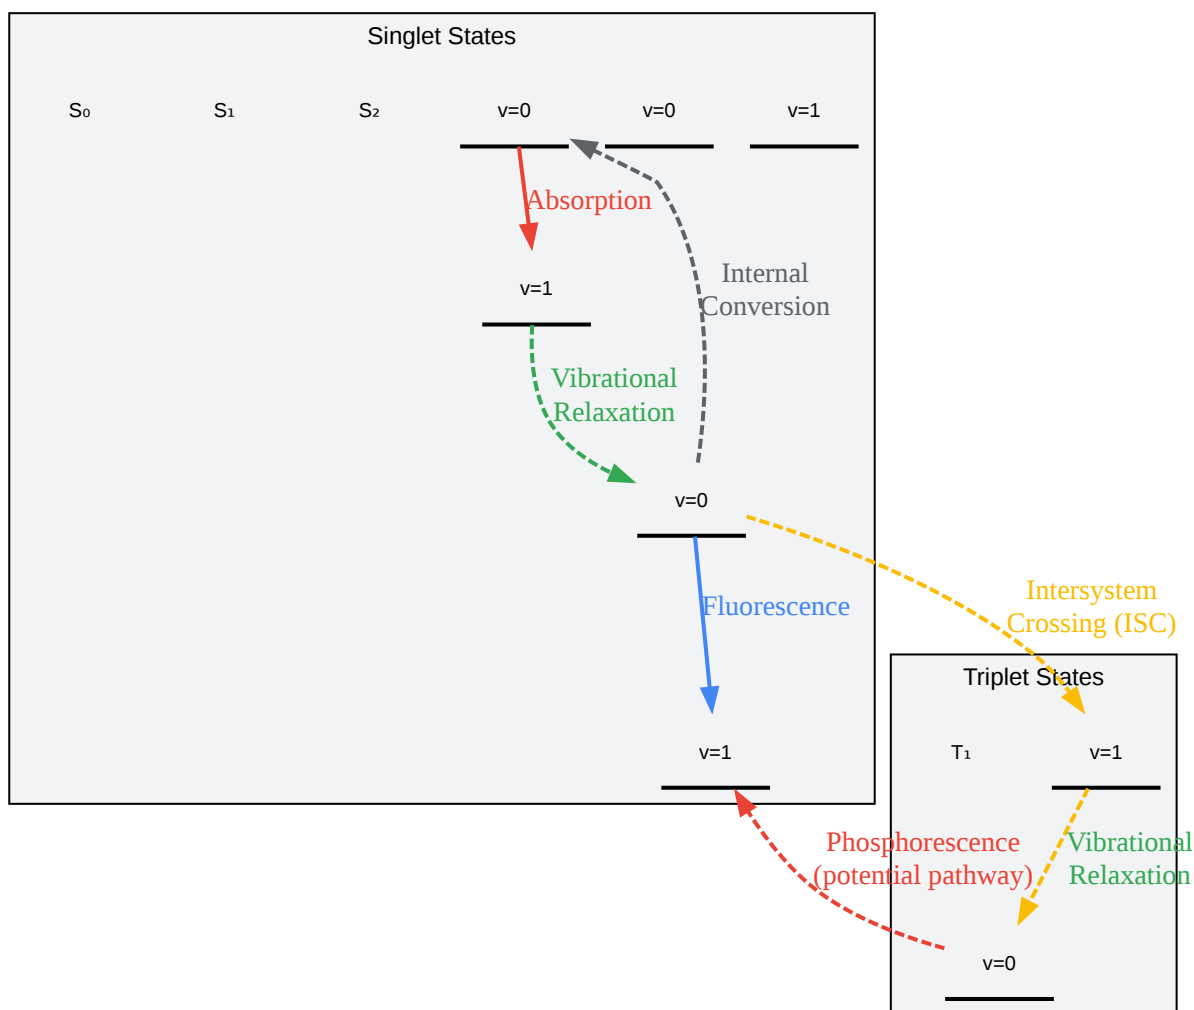 Singlet States
S₀
S₁
S₂
v=0
v=0
v=1
Absorption
Internal
Conversion
v=1
Vibrational
Relaxation
v=0
Intersystem
Crossing (ISC)
Fluorescence
Triplet States
v=1
T₁
v=1
Phosphorescence
(potential pathway)
Vibrational
Relaxation
v=0